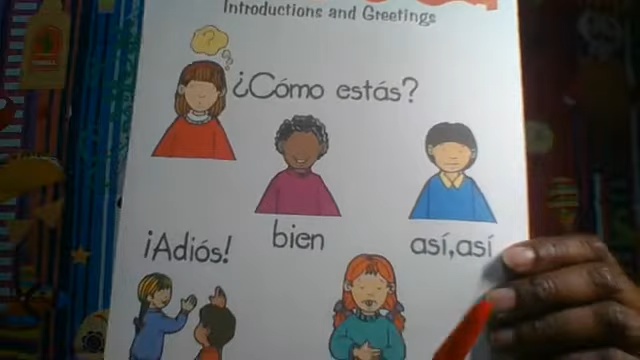 Introductions and Greetings
?
¿Cómo estás?
bien
así,así
¡Adiós!